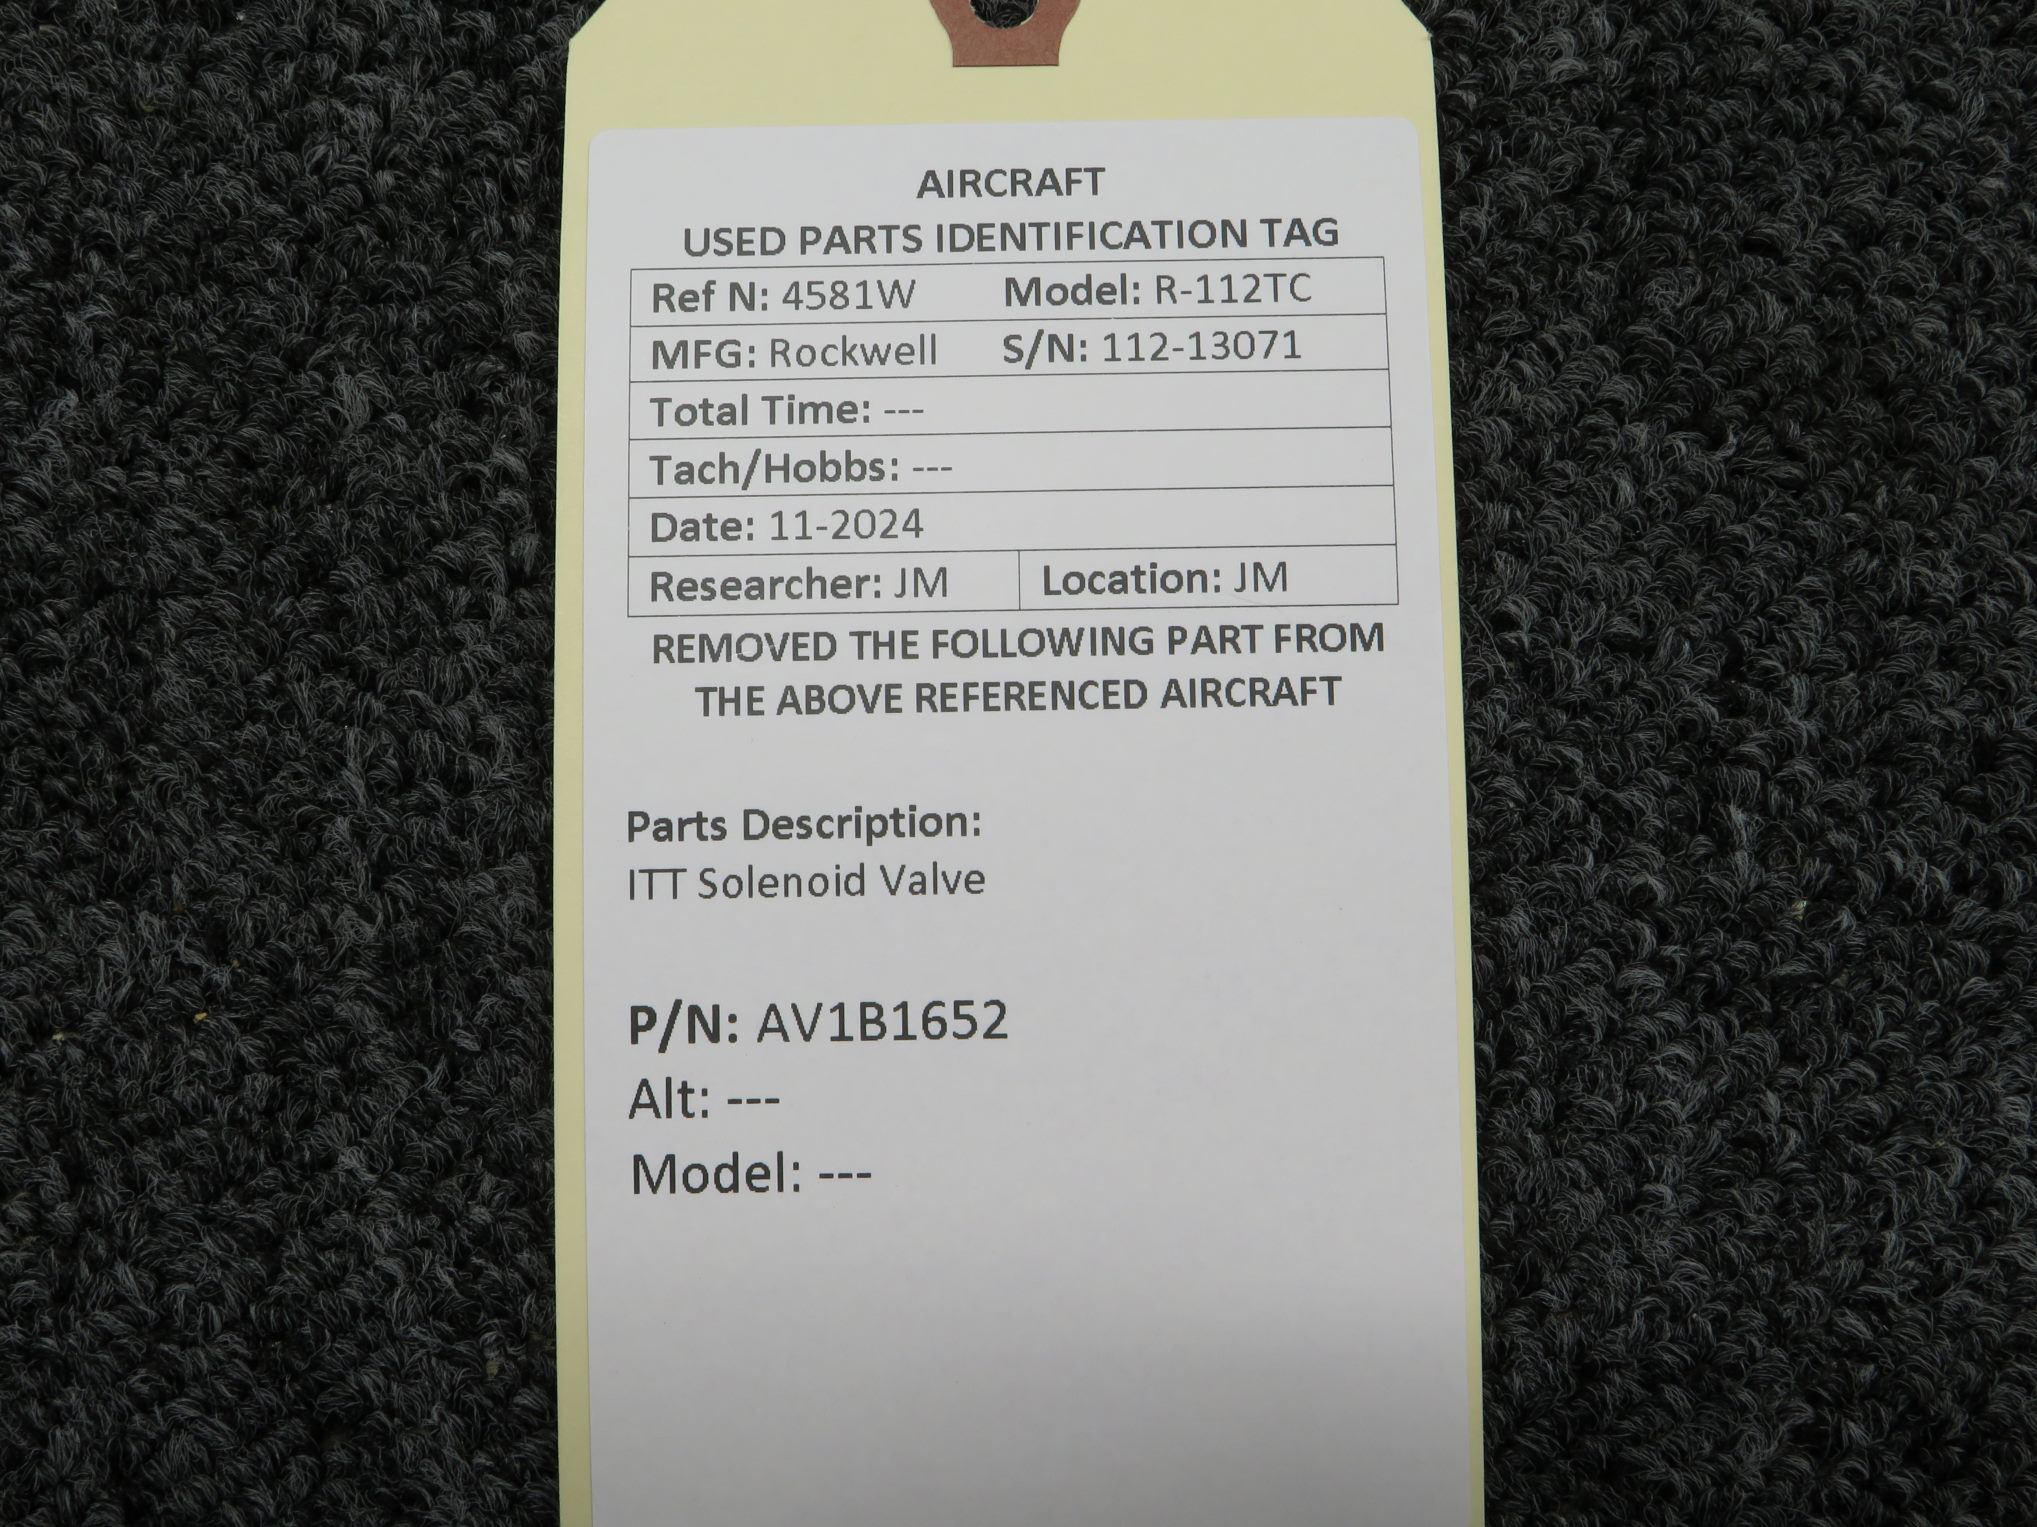 AIRCRAFT
USED PARTS IDENTIFICATION TAG
Ref N: 4581W Model: R-112TC
MFG: Rockwell S/N: 112-13071
Total Time: ---
Tach/Hobbs: ---
Date: 11-2024
Researcher: JM Location: JM
REMOVED THE FOLLOWING PART FROM
THE ABOVE REFERENCED AIRCRAFT
Parts Description:
ITT Solenoid Valve
P/N: AV1B1652
Alt: ---
Model: ---